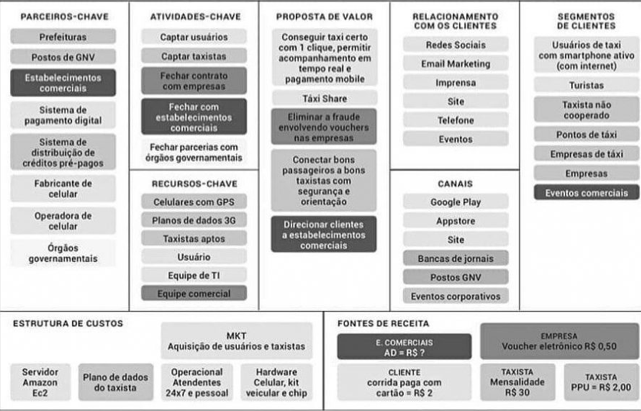 PARCEIROS-CHAVE
Prefeituras
Postos de GNV
Estabelecimentos
comerciais
Sistema de
pagamento digital
Sistema de
distribuição de
créditos pré-pagos
Fabricante de
celular
Operadora de
celular
Órgãos
governamentais
ATIVIDADES-CHAVE
Captar usuários
Captar taxistas
Fechar contrato
com empresas
Fechar com
estabelecimentos
comerciais
Fechar parcerias com
órgãos governamentais
RECURSOS-CHAVE
Celulares com GPS
Planos de dados 3G
Taxistas aptos
Usuário
Equipe de TI
Equipe comercial
PROPOSTA DE VALOR
Conseguir taxi certo
com 1 clique, permitir
acompanhamento em
tempo real e
pagamento mobile
Táxi Share
Eliminar a fraude
envolvendo vouchers
nas empresas
Conectar bons
passageiros a bons
taxistas com
segurança e
orientação
Direcionar clientes
a estabelecimentos
comerciais
RELACIONAMENTO
COM OS CLIENTES
Redes Sociais
Email Marketing
Imprensa
Site
Telefone
Eventos
CANAIS
Google Play
Appstore
Site
Bancas de jornais
Postos GNV
Eventos corporativos
SEGMENTOS
DE CLIENTES
Usuários de taxi
com smartphone ativo
(com internet)
Turistas
Taxista não
cooperado
Pontos de táxi
Empresas de táxi
Empresas
Eventos comerciais
ESTRUTURA DE CUSTOS
MKT
Aquisição de usuários e taxistas
Servidor
Amazon
Ec2
Plano de dados
do taxista
Operacional
Atendentes
24x7 e pessoal
Hardware
Celular, kit
veicular e chip
FONTES DE RECEITA
E. COMERCIAIS
AD = R$ ?
EMPRESA
Voucher eletrônico R$ 0,50
CLIENTE
corrida paga com
cartão = R$ 2
TAXISTA
Mensalidade
R$ 30
TAXISTA
PPU = R$ 2,00